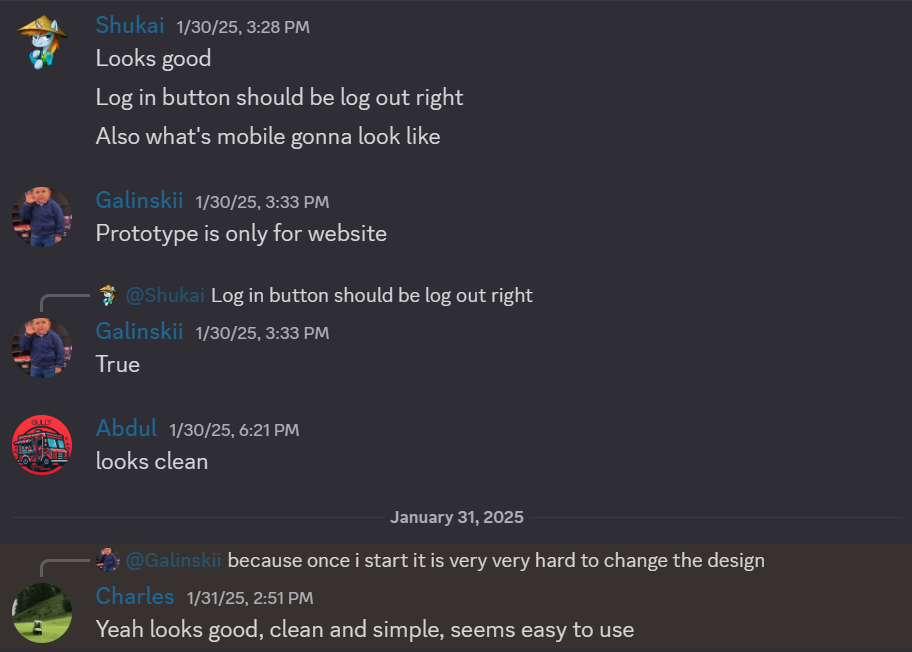 Shukai 1/30/25, 3:28 PM
Looks good
Log in button should be log out right
Also what's mobile gonna look like
Galinskii 1/30/25, 3:33 PM
Prototype is only for website
@Shukai Log in button should be log out right
Galinskii 1/30/25, 3:33 PM
True
Abdul 1/30/25, 6:21 PM
looks clean
January 31, 2025
@Galinskii because once i start it is very very hard to change the design
Charles 1/31/25, 2:51 PM
Yeah looks good, clean and simple, seems easy to use